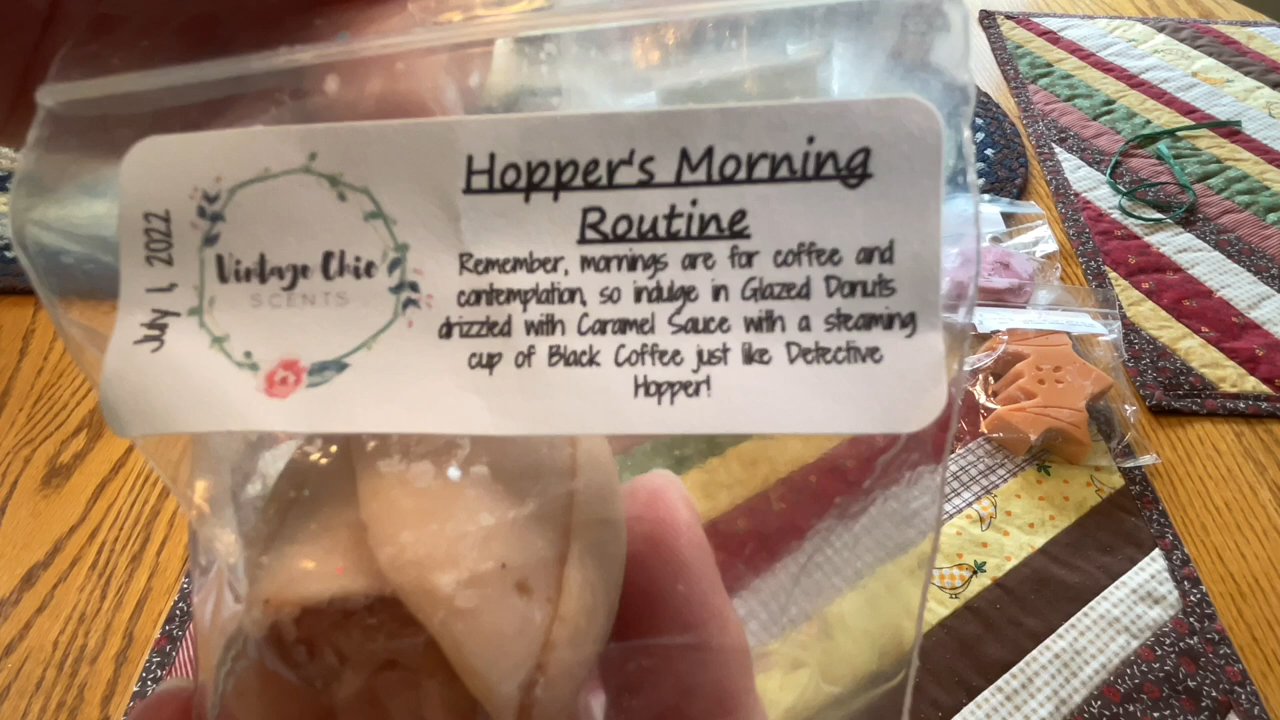 July 1, 2022
Vintage Chic
SCENTS
Hopper's Morning
Routine
Remember, mornings are for coffee and
contemplation, so indulge in Glazed Donuts
drizzled with Caramel Sauce with a steaming
cup of Black Coffee just like Detective
Hopper!